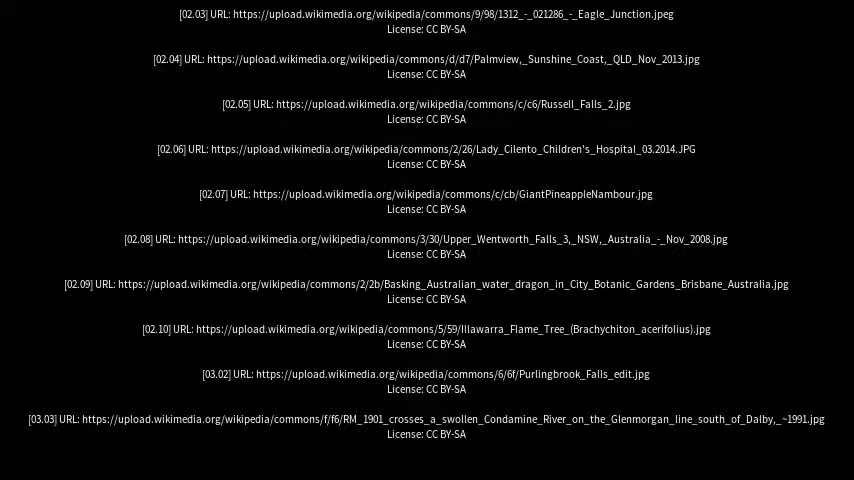 [02.03] URL: https://upload.wikimedia.org/wikipedia/commons/9/98/1312_-_021286_-_Eagle_Junction.jpeg
License: CC BY-SA
[02.04] URL: https://upload.wikimedia.org/wikipedia/commons/d/d7/Palmview,_Sunshine_Coast,_QLD_Nov_2013.jpg
License: CC BY-SA
[02.05] URL: https://upload.wikimedia.org/wikipedia/commons/c/c6/Russell_Falls_2.jpg
License: CC BY-SA
[02.06] URL: https://upload.wikimedia.org/wikipedia/commons/2/26/Lady_Cilento_Children's_Hospital_03.2014.JPG
License: CC BY-SA
[02.07] URL: https://upload.wikimedia.org/wikipedia/commons/c/cb/GiantPineappleNambour.jpg
License: CC BY-SA
[02.08] URL: https://upload.wikimedia.org/wikipedia/commons/3/30/Upper_Wentworth_Falls_3,_NSW,_Australia_-_Nov_2008.jpg
License: CC BY-SA
[02.09] URL: https://upload.wikimedia.org/wikipedia/commons/2/2b/Basking_Australian_water_dragon_in_City_Botanic_Gardens_Brisbane_Australia.jpg
License: CC BY-SA
[02.10] URL: https://upload.wikimedia.org/wikipedia/commons/5/59/Illawarra_Flame_Tree_(Brachychiton_acerifolius).jpg
License: CC BY-SA
[03.02] URL: https://upload.wikimedia.org/wikipedia/commons/6/6f/Purlingbrook_Falls_edit.jpg
License: CC BY-SA
[03.03] URL: https://upload.wikimedia.org/wikipedia/commons/f/f6/RM_1901_crosses_a_swollen_Condamine_River_on_the_Glenmorgan_line_south_of_Dalby,_~1991.jpg
License: CC BY-SA